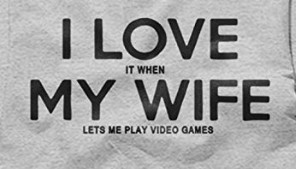 I LOVE
IT WHEN
MY WIFE
LETS ME PLAY VIDEO GAMES